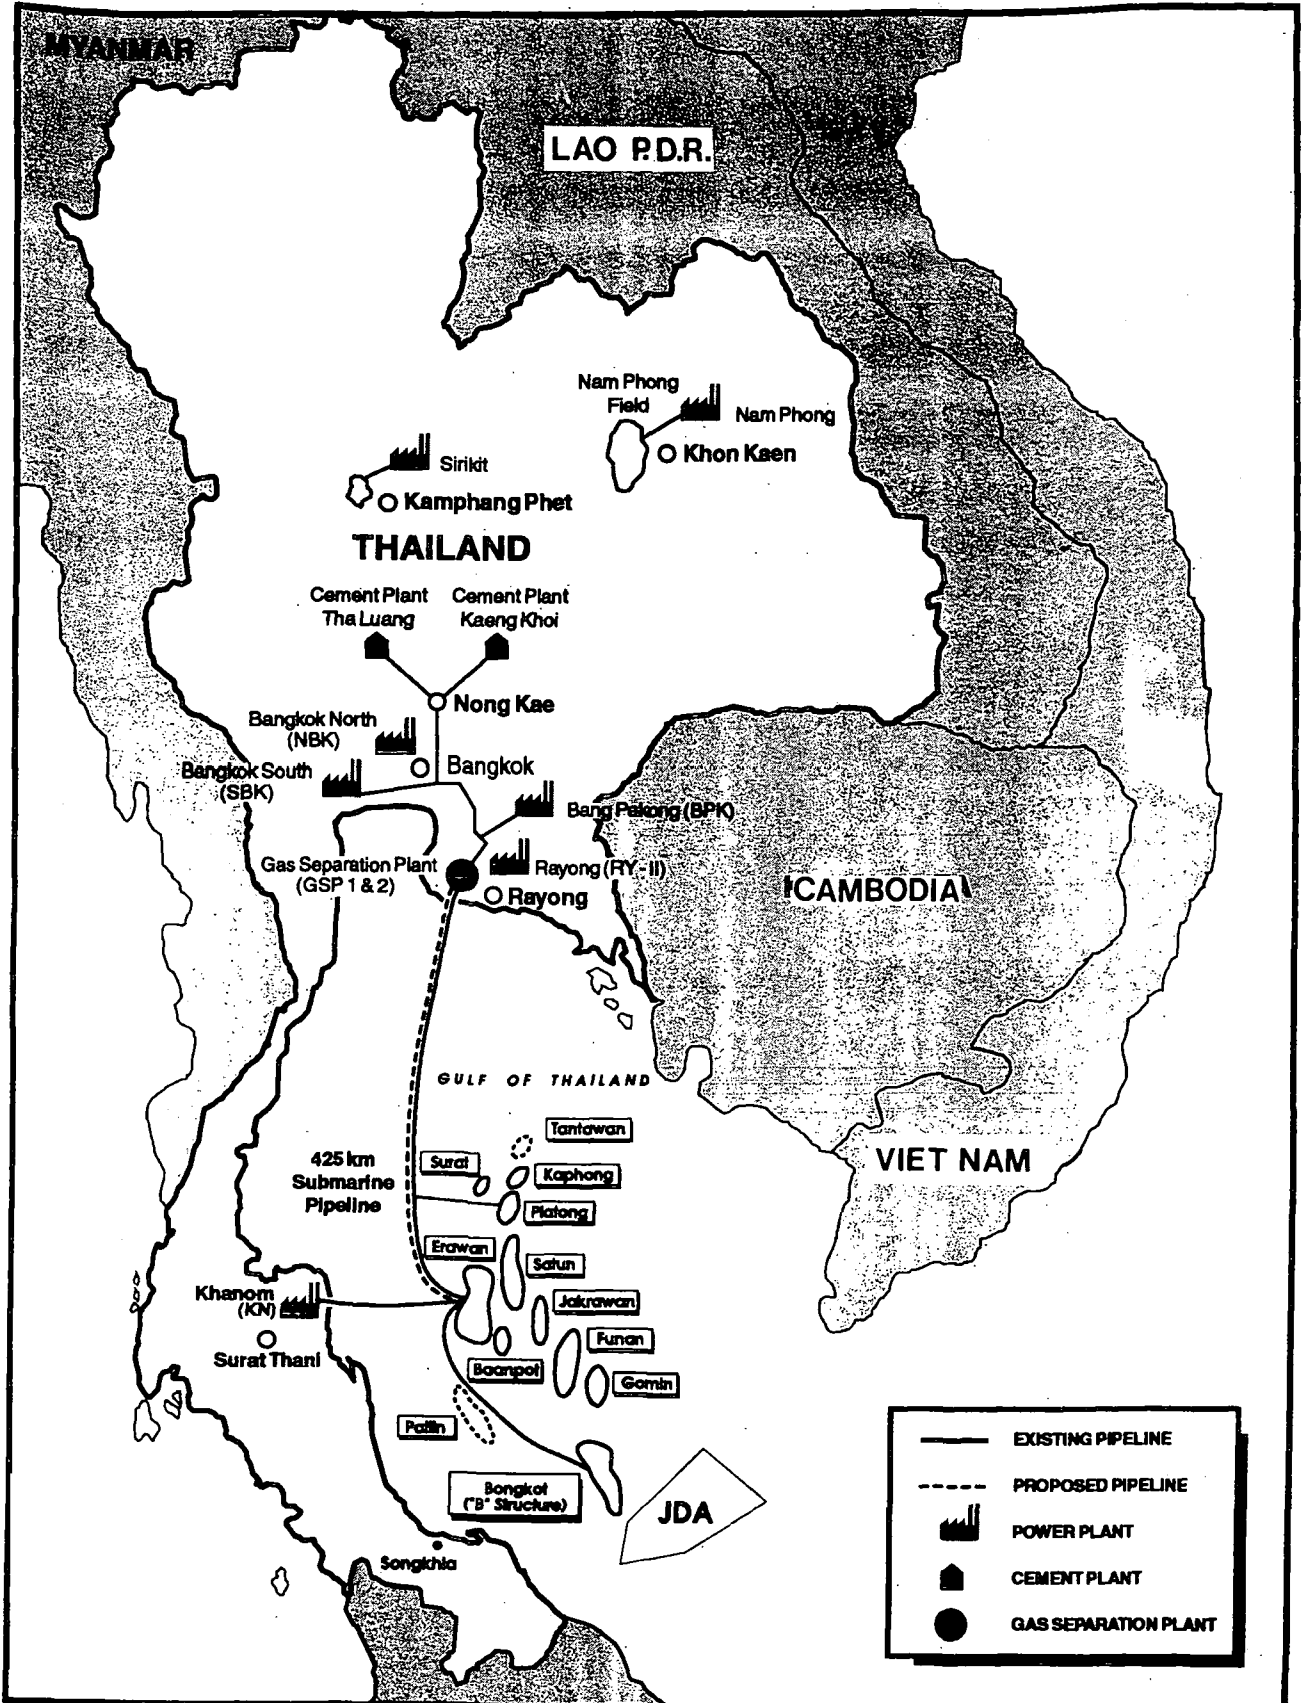 MYANMAR
LAO P.D.R.
Nam Phong
Field
Nam Phong
Khon Kaen
Sirikit
Kamphang Phet
THAILAND
Cement Plant
Tha Luang
Cement Plant
Kaeng Khoi
Nong Kae
Bangkok North
(NBK)
Bangkok
Bangkok South
(SBK)
Bang Pakong (BPK)
Gas Separation Plant
(GSP 1 & 2)
Rayong (RY-II)
Rayong
CAMBODIA
GULF OF THAILAND
Tantawan
425 km
Submarine
Pipeline
Surat
Kaphong
Platong
VIET NAM
Erawan
Satun
Khanom
(KN)
Jakrawan
Funan
Surat Thani
Baanpot
Gomin
Pailin
Bongkot
("B" Structure)
JDA
Songkhla
EXISTING PIPELINE
PROPOSED PIPELINE
POWER PLANT
CEMENT PLANT
GAS SEPARATION PLANT